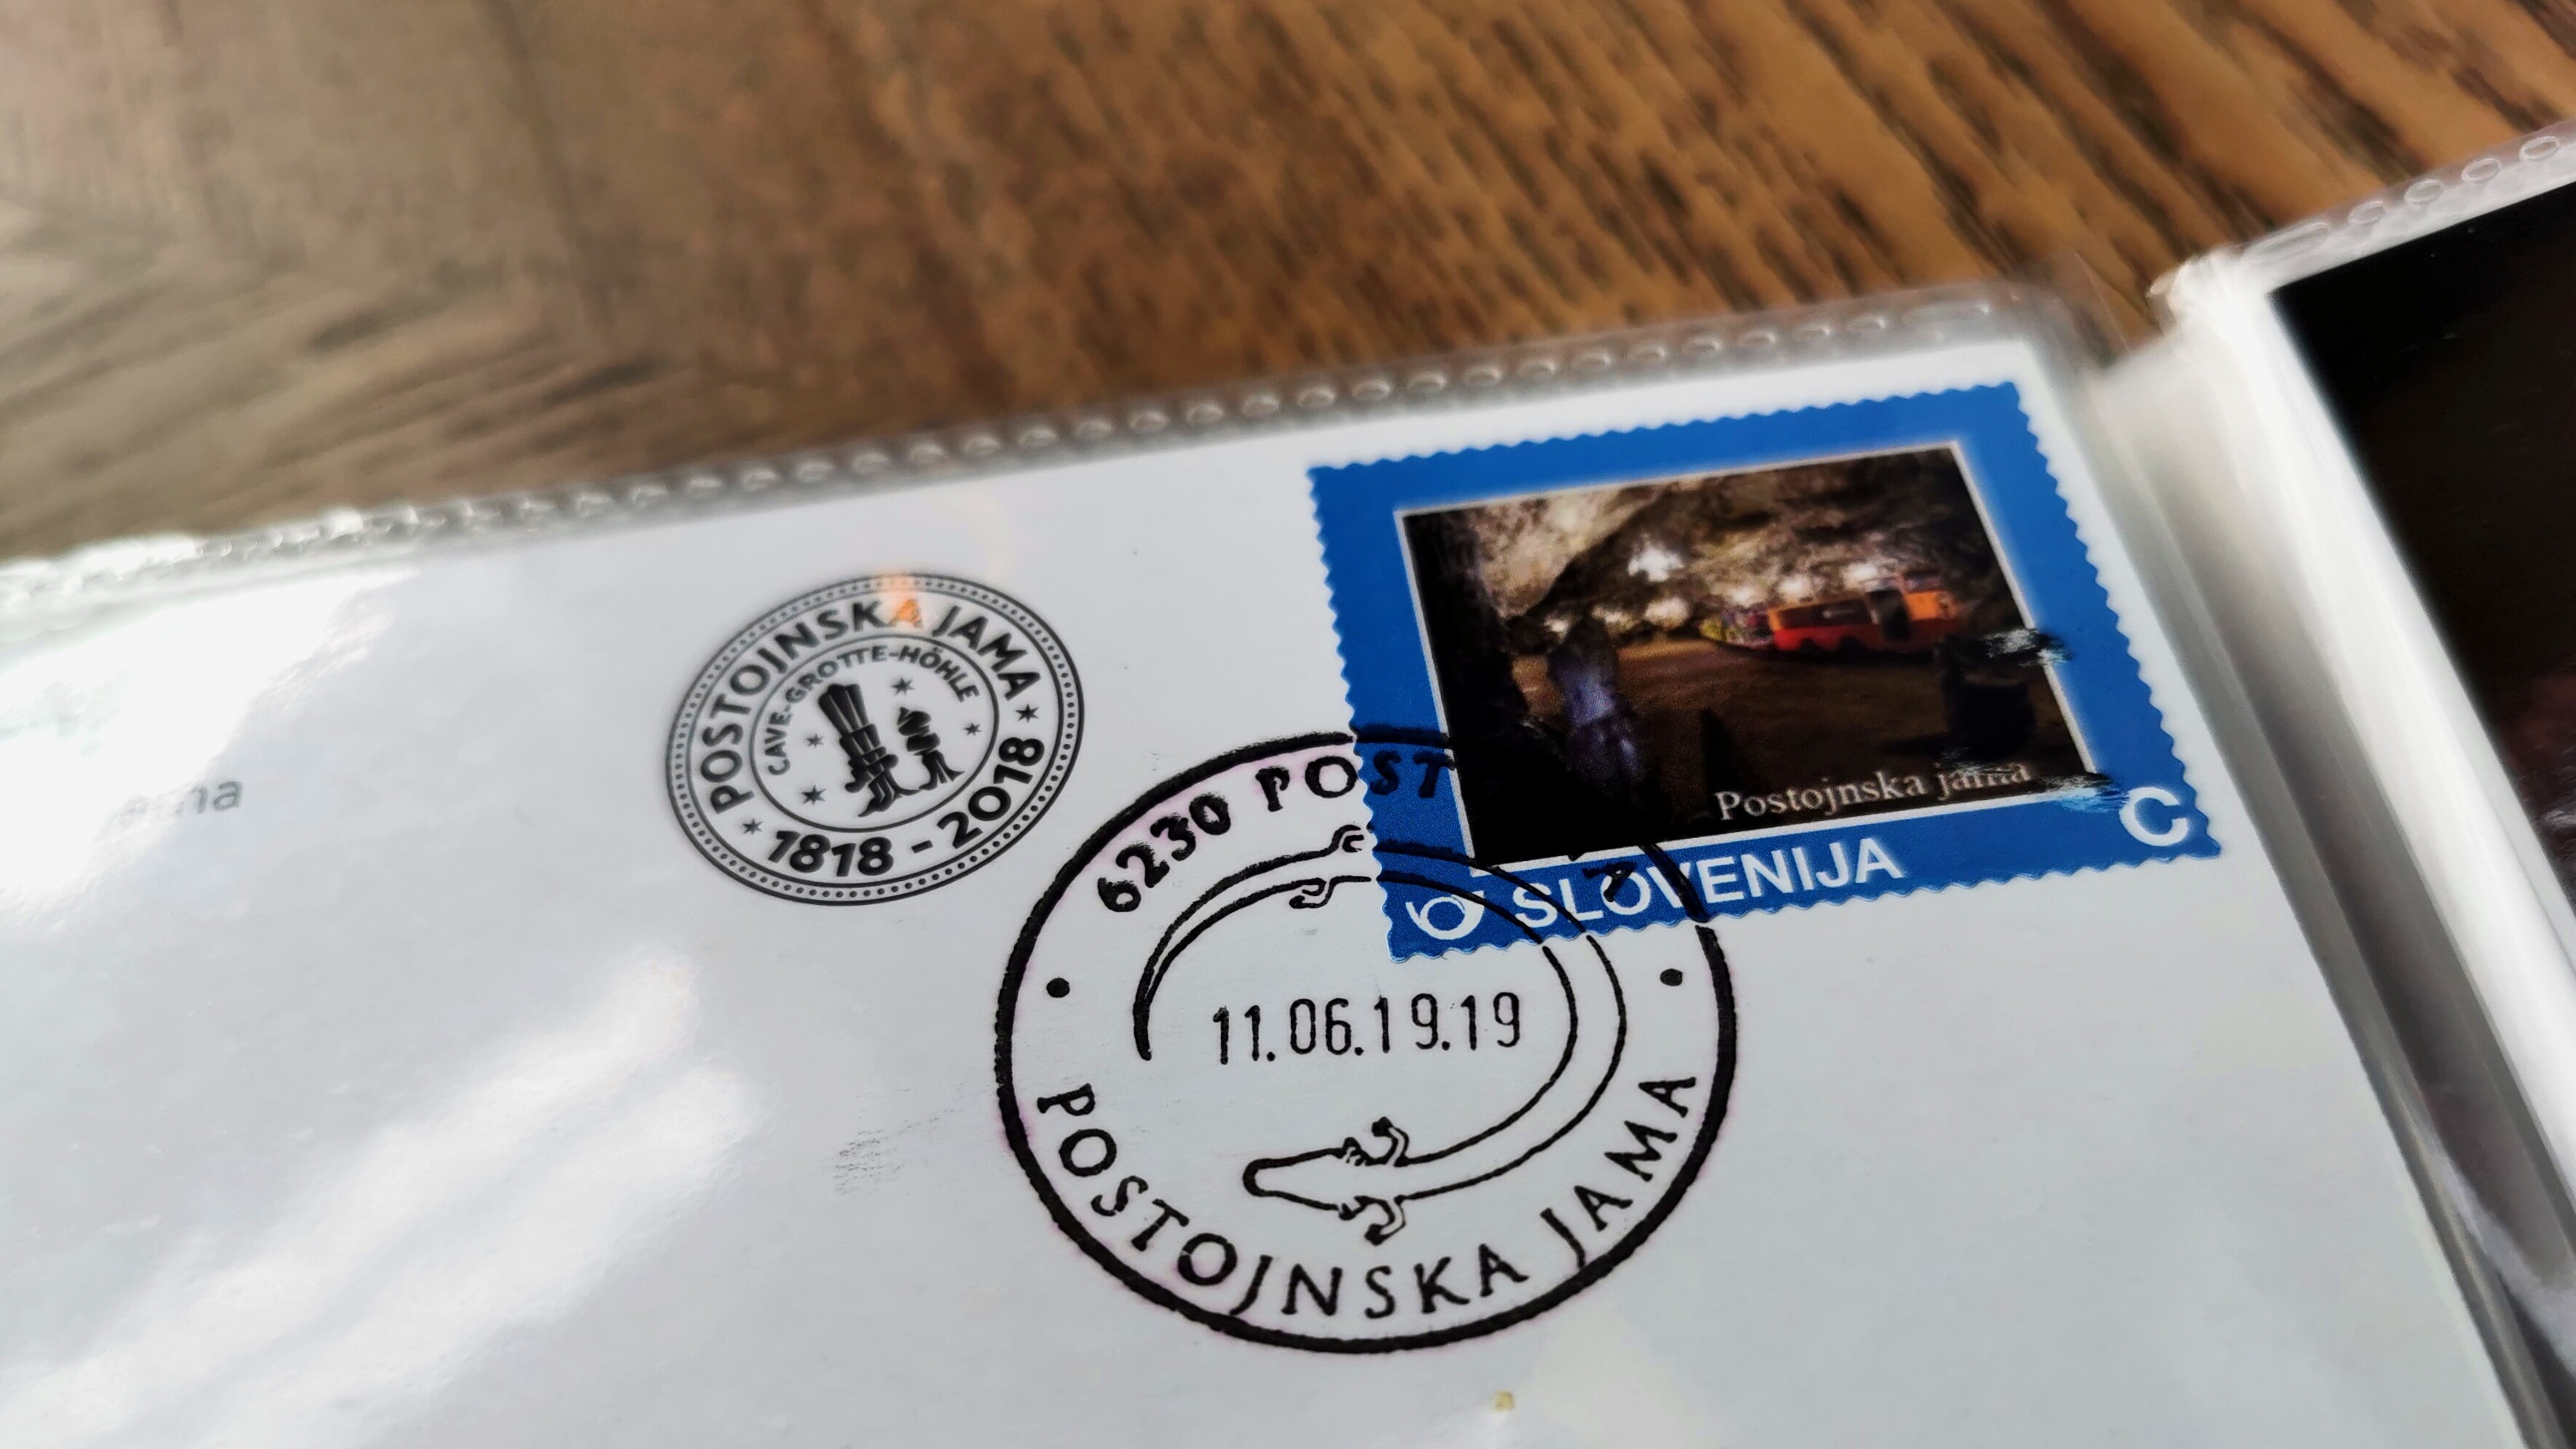 POSTOJNSKA JAMA
CAVE-GROTTE-HÖHLE
1818 - 2018
Postojnska jama
SLOVENIJA
C
6230 POST
A
11.06.19.19
POSTOJNSKA JAMA